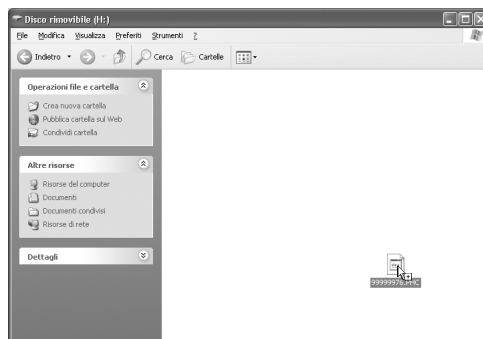 Disco rimovibile (H:)
File Modifica Visualizza Preferiti Strumenti ?
Indietro Cerca Cartelle
Operazioni file e cartella
Crea nuova cartella
Pubblica cartella sul Web
Condividi cartella
Altre risorse
Risorse del computer
Documenti
Documenti condivisi
Risorse di rete
Dettagli